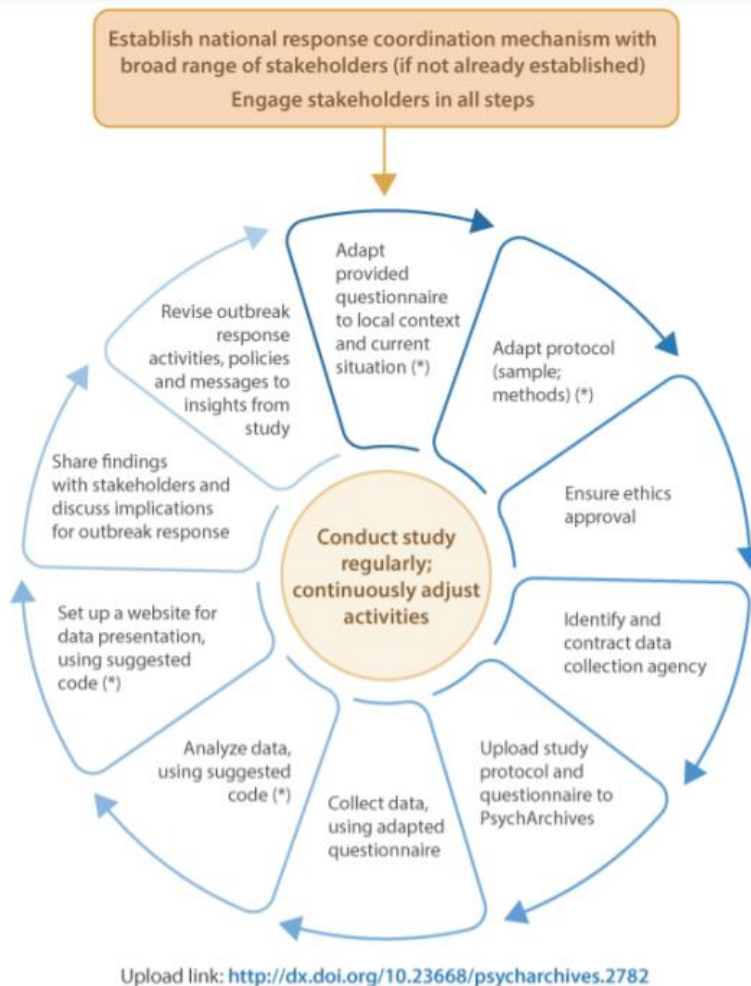 Establish national response coordination mechanism with
broad range of stakeholders (if not already established)
Engage stakeholders in all steps
Adapt
provided
questionnaire
to local context
and current
situation (*)
Adapt protocol
(sample;
methods) (*)
Ensure ethics
approval
Identify and
contract data
collection agency
Upload study
protocol and
questionnaire to
PsychArchives
Collect data,
using adapted
questionnaire
Analyze data,
using suggested
code (*)
Set up a website for
data presentation,
using suggested
code (*)
Share findings
with stakeholders and
discuss implications
for outbreak response
Revise outbreak
response
activities, policies
and messages to
insights from
study
Conduct study
regularly;
continuously adjust
activities
Upload link: http://dx.doi.org/10.23668/psycharchives.2782